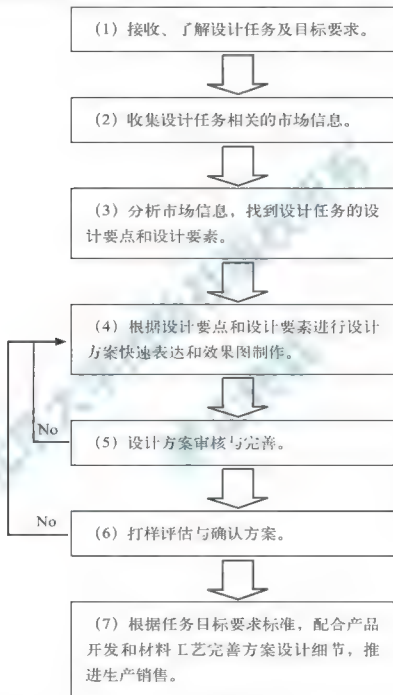 （1）接收、了解设计任务及目标要求。
（2）收集设计任务相关的市场信息。
（3）分析市场信息，找到设计任务的设
计要点和设计要素。
（4）根据设计要点和设计要素进行设计
方案快速表达和效果图制作。
No
（5）设计方案审核与完善。
No
（6）打样评估与确认方案。
（7）根据任务目标要求标准，配合产品
开发和材料工艺完善方案设计细节，推
进生产销售。